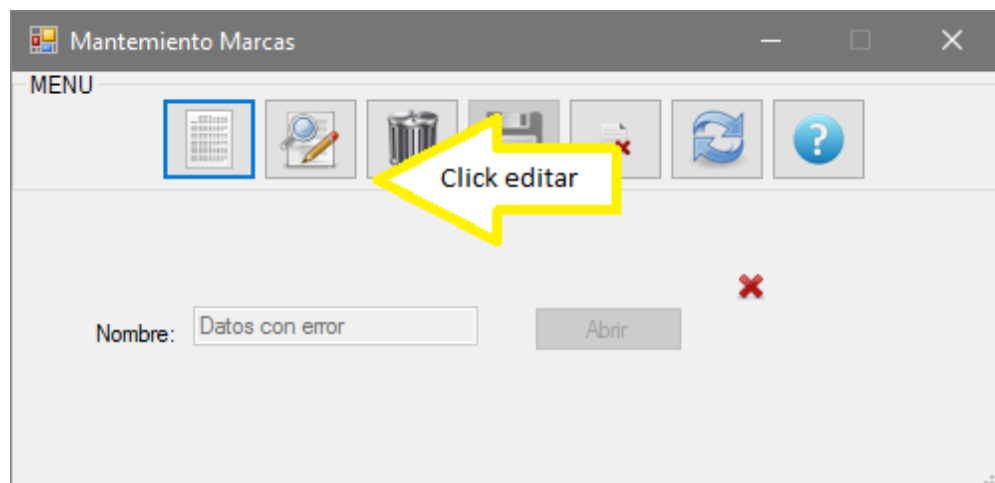 Mantemiento Marcas
MENU
Click editar
Nombre:
Datos con error
Abrir